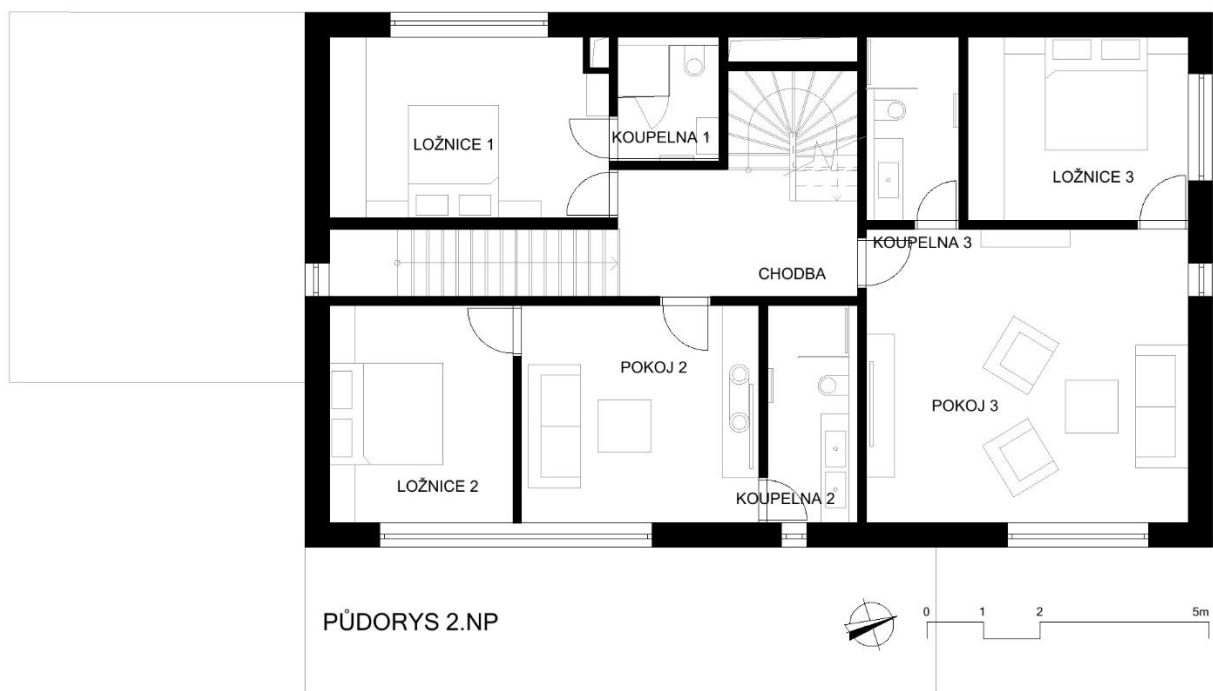 KOUPELNA 1
LOŽNICE 1
LOŽNICE 3
KOUPELNA 3
CHODBA
POKOJ 2
POKOJ 3
LOŽNICE 2
KOUPELNA 2
PŮDORYS 2.NP
0 1 2 5m